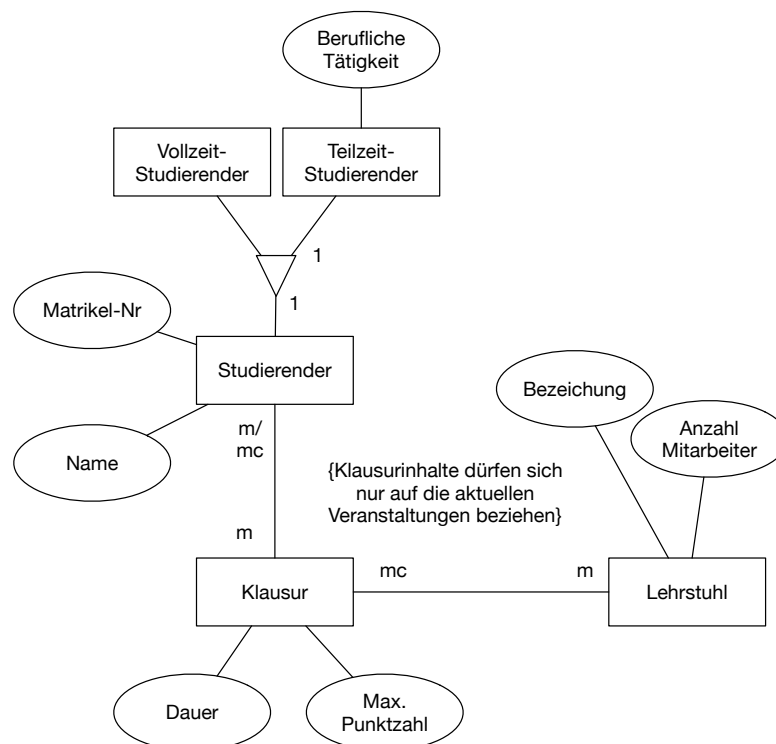 Berufliche
Tätigkeit
Vollzeit-
Studierender
Teilzeit-
Studierender
1
1
Matrikel-Nr
Studierender
Name
m/
mc
Bezeichung
Anzahl
Mitarbeiter
{Klausurinhalte dürfen sich
nur auf die aktuellen
Veranstaltungen beziehen}
m
Klausur
mc
m
Lehrstuhl
Dauer
Max.
Punktzahl